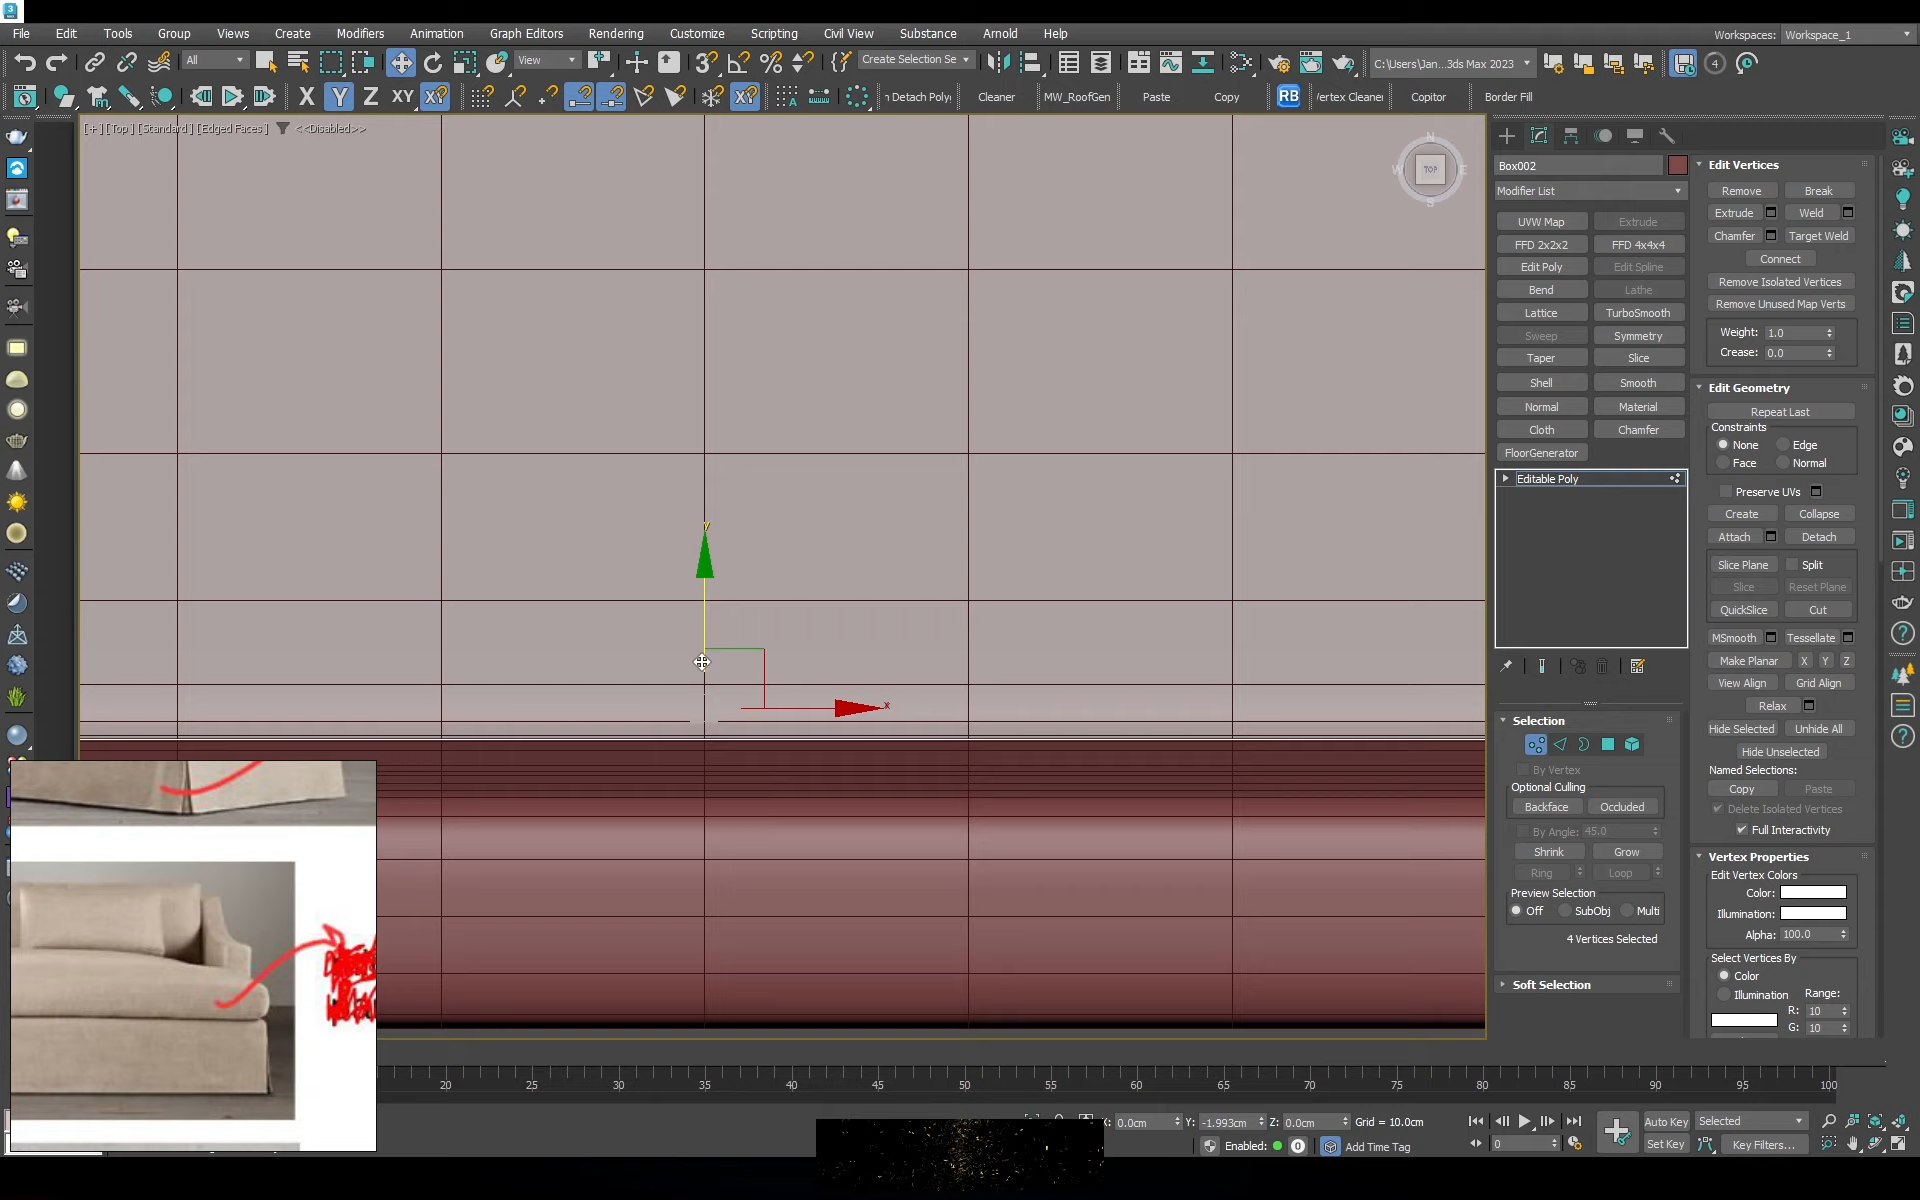 File Edit Tools Group Views Create Modifiers Animation Graph Editors Rendering Customize Scripting Civil View Substance Arnold Help
Workspaces: Workspace_1
All View Create Selection Se C:\Users\Jan...3ds Max 2023 4
X Y Z XY n Detach Poly Cleaner MW_RoofGen Paste Copy RB Vertex Cleaner Copitor Border Fill
[+] [Top] [Standard] [Edged Faces] <<Disabled>>
N
W TOP E
S
y
x
Box002
Modifier List
UVW Map Extrude
FFD 2x2x2 FFD 4x4x4
Edit Poly Edit Spline
Bend Lathe
Lattice TurboSmooth
Sweep Symmetry
Taper Slice
Shell Smooth
Normal Material
Cloth Chamfer
FloorGenerator
Editable Poly
Selection
By Vertex
Optional Culling
Backface Occluded
By Angle: 45.0
Shrink Grow
Ring Loop
Preview Selection
Off SubObj Multi
4 Vertices Selected
Soft Selection
Edit Vertices
Remove Break
Extrude Weld
Chamfer Target Weld
Connect
Remove Isolated Vertices
Remove Unused Map Verts
Weight: 1.0
Crease: 0.0
Edit Geometry
Repeat Last
Constraints
None Edge
Face Normal
Preserve UVs
Create Collapse
Attach Detach
Slice Plane Split
Slice Reset Plane
QuickSlice Cut
MSmooth Tessellate
Make Planar X Y Z
View Align Grid Align
Relax
Hide Selected Unhide All
Hide Unselected
Named Selections:
Copy Paste
Delete Isolated Vertices
Full Interactivity
Vertex Properties
Edit Vertex Colors
Color:
Illumination:
Alpha: 100.0
Select Vertices By
Color
Illumination Range:
R: 10
G: 10
20 25 30 35 40 45 50 55 60 65 70 75 80 85 90 95 100
X: 0.0cm Y: -1.993cm Z: 0.0cm Grid = 10.0cm
Enabled: 0 Add Time Tag
0
Auto Key Selected
Set Key Key Filters...